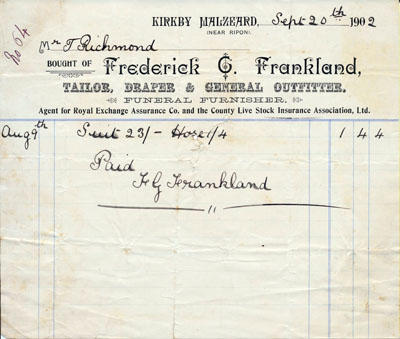 KIRKBY MALZEARD, Sept 20th 1902
(NEAR RIPON)
No 54
Mr T Richmond
BOUGHT OF Frederick G. Frankland,
TAILOR, DRAPER & GENERAL OUTFITTER,
FUNERAL FURNISHER.
Agent for Royal Exchange Assurance Co. and the County Live Stock Insurance Association, Ltd.
Aug 9th Suit 23/- Hose 1/4 1 4 4
Paid
F G Frankland